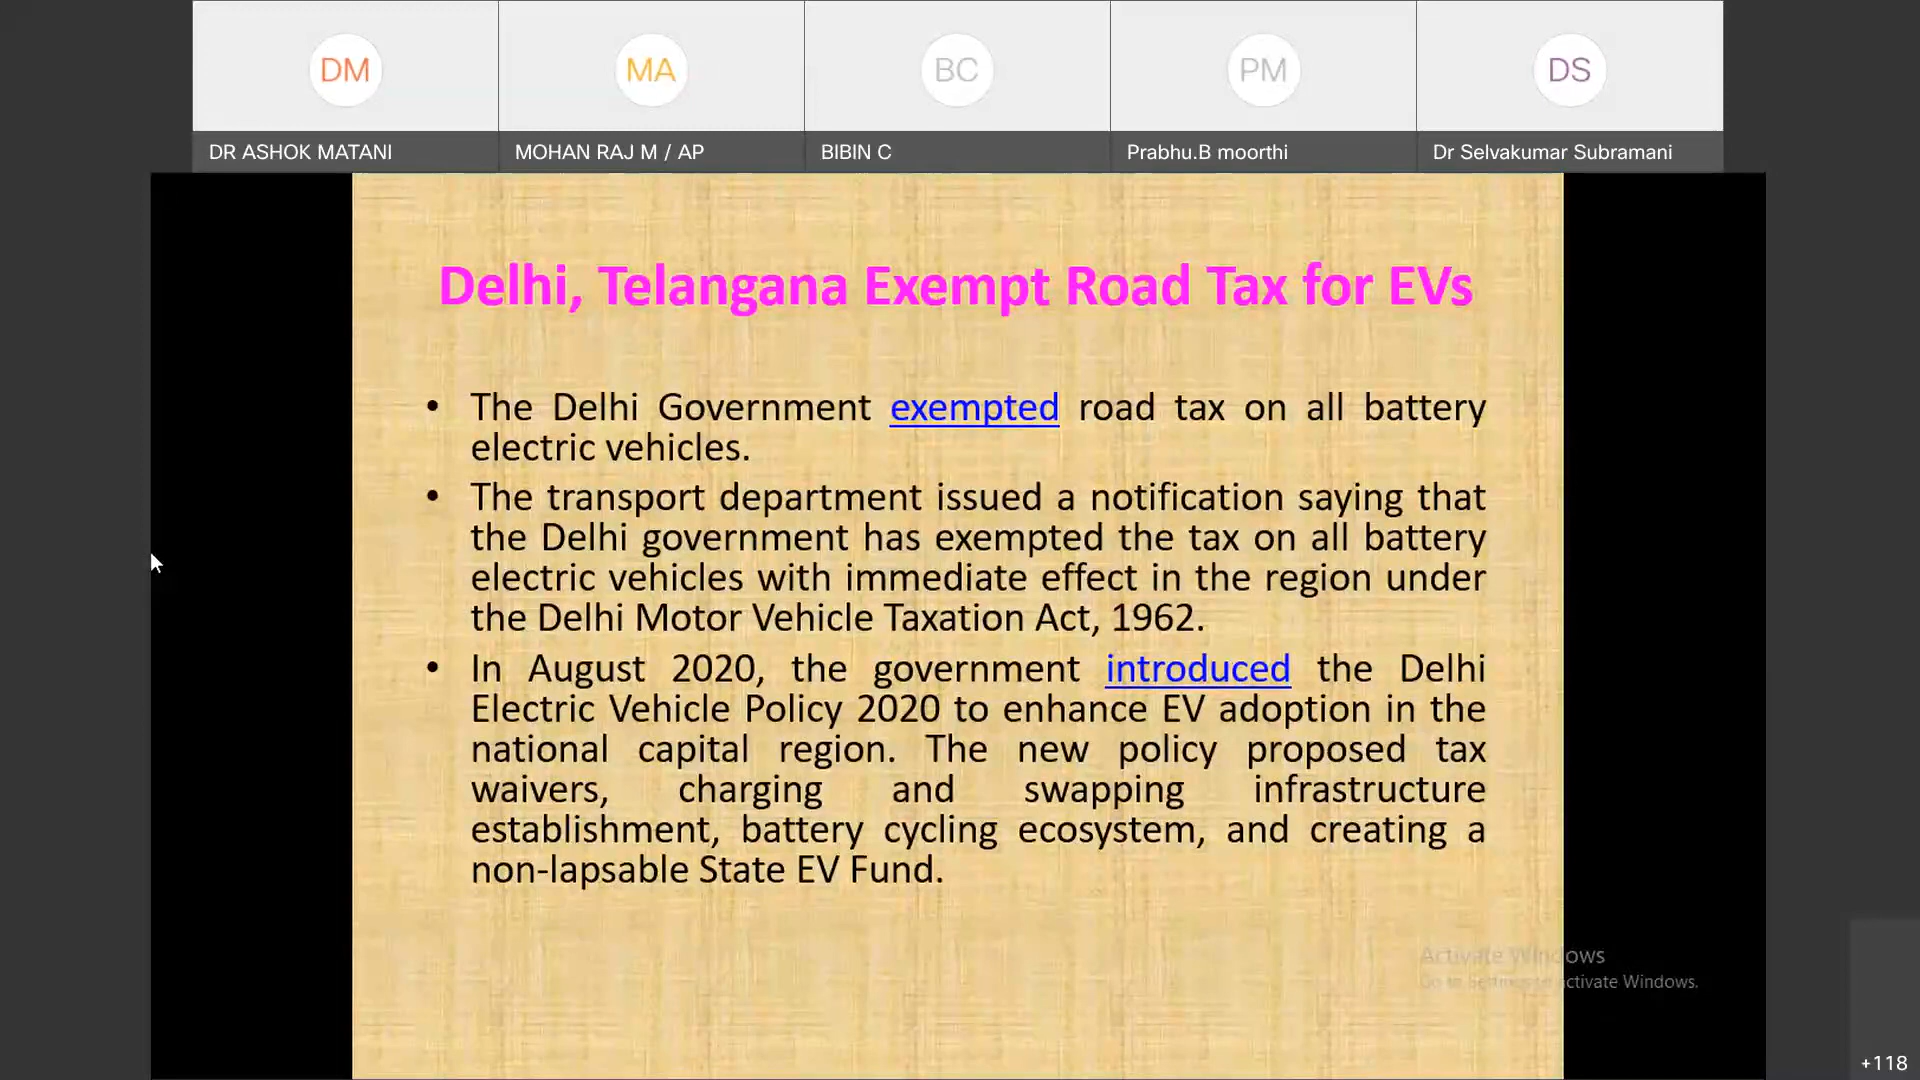 DM
MA
BC
PM
DS
DR ASHOK MATANI
MOHAN RAJ M / AP
BIBIN C
Prabhu.B moorthi
Dr Selvakumar Subramani
Delhi, Telangana Exempt Road Tax for EVs
• The Delhi Government exempted road tax on all battery
electric vehicles.
• The transport department issued a notification saying that
the Delhi government has exempted the tax on all battery
electric vehicles with immediate effect in the region under
the Delhi Motor Vehicle Taxation Act, 1962.
• In August 2020, the government introduced the Delhi
Electric Vehicle Policy 2020 to enhance EV adoption in the
national capital region. The new policy proposed tax
waivers, charging and swapping infrastructure
establishment, battery cycling ecosystem, and creating a
non-lapsable State EV Fund.
Activate Windows
Go to Settings to activate Windows.
+118